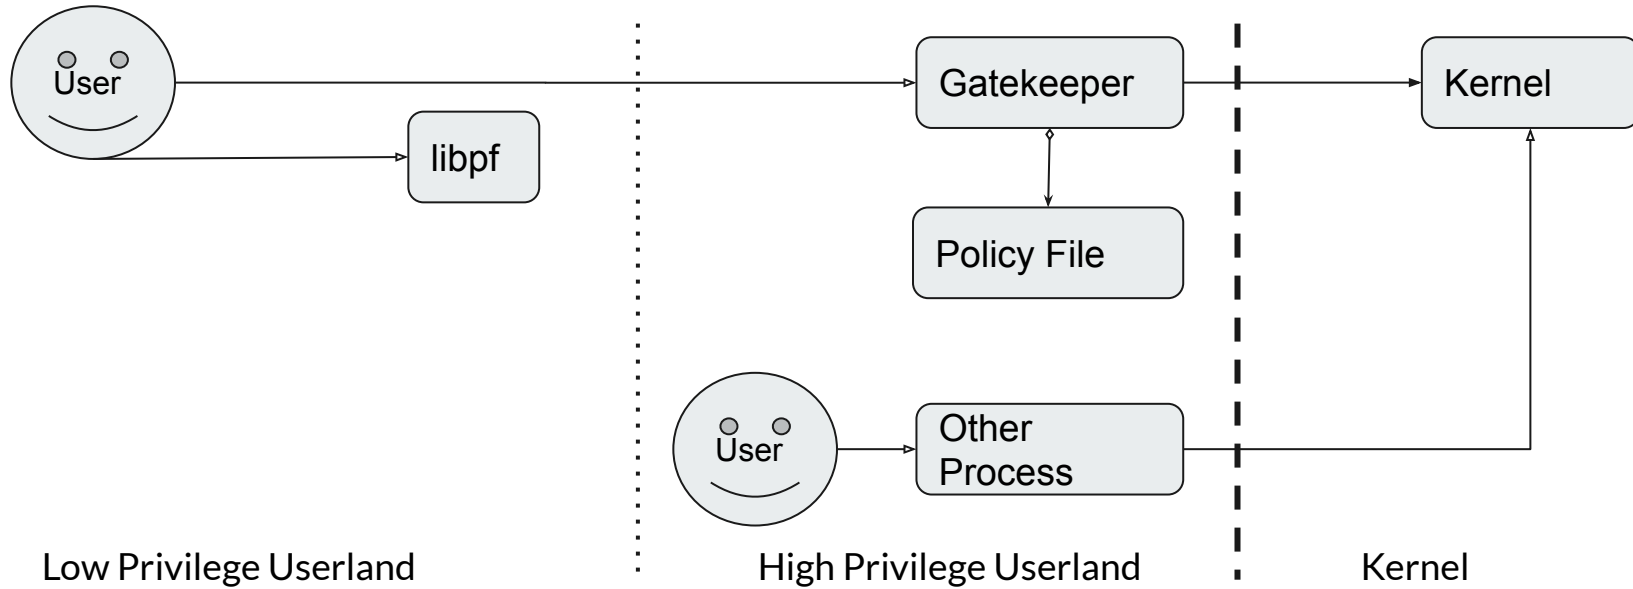 User
Gatekeeper
Kernel
libpf
Policy File
User
Other
Process
Low Privilege Userland
High Privilege Userland
Kernel